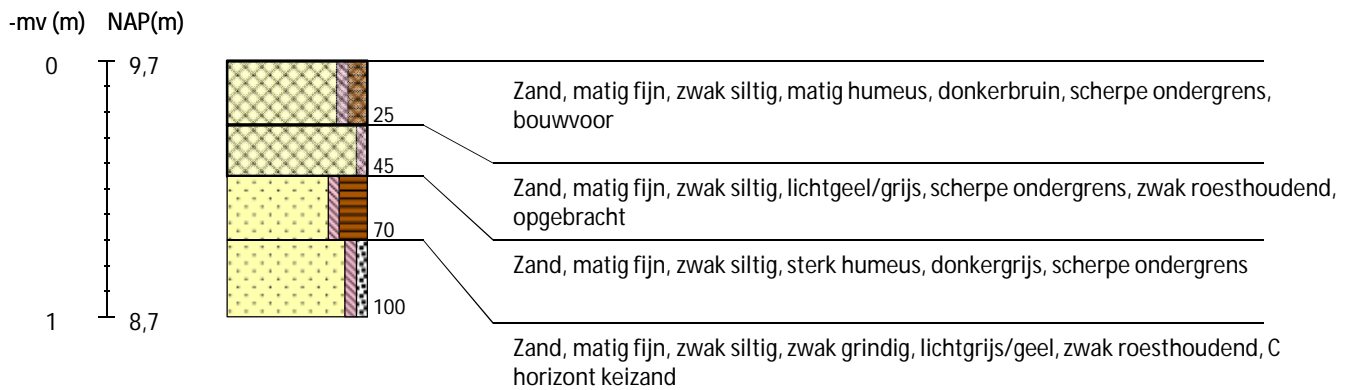 -mv (m) NAP(m)
0 9,7
Zand, matig fijn, zwak siltig, matig humeus, donkerbruin, scherpe ondergrens,
25
bouwvoor
45
Zand, matig fijn, zwak siltig, lichtgeel/grijs, scherpe ondergrens, zwak roesthoudend,
opgebracht
70
Zand, matig fijn, zwak siltig, sterk humeus, donkergrijs, scherpe ondergrens
100
1 8,7
Zand, matig fijn, zwak siltig, zwak grindig, lichtgrijs/geel, zwak roesthoudend, C
horizont keizand